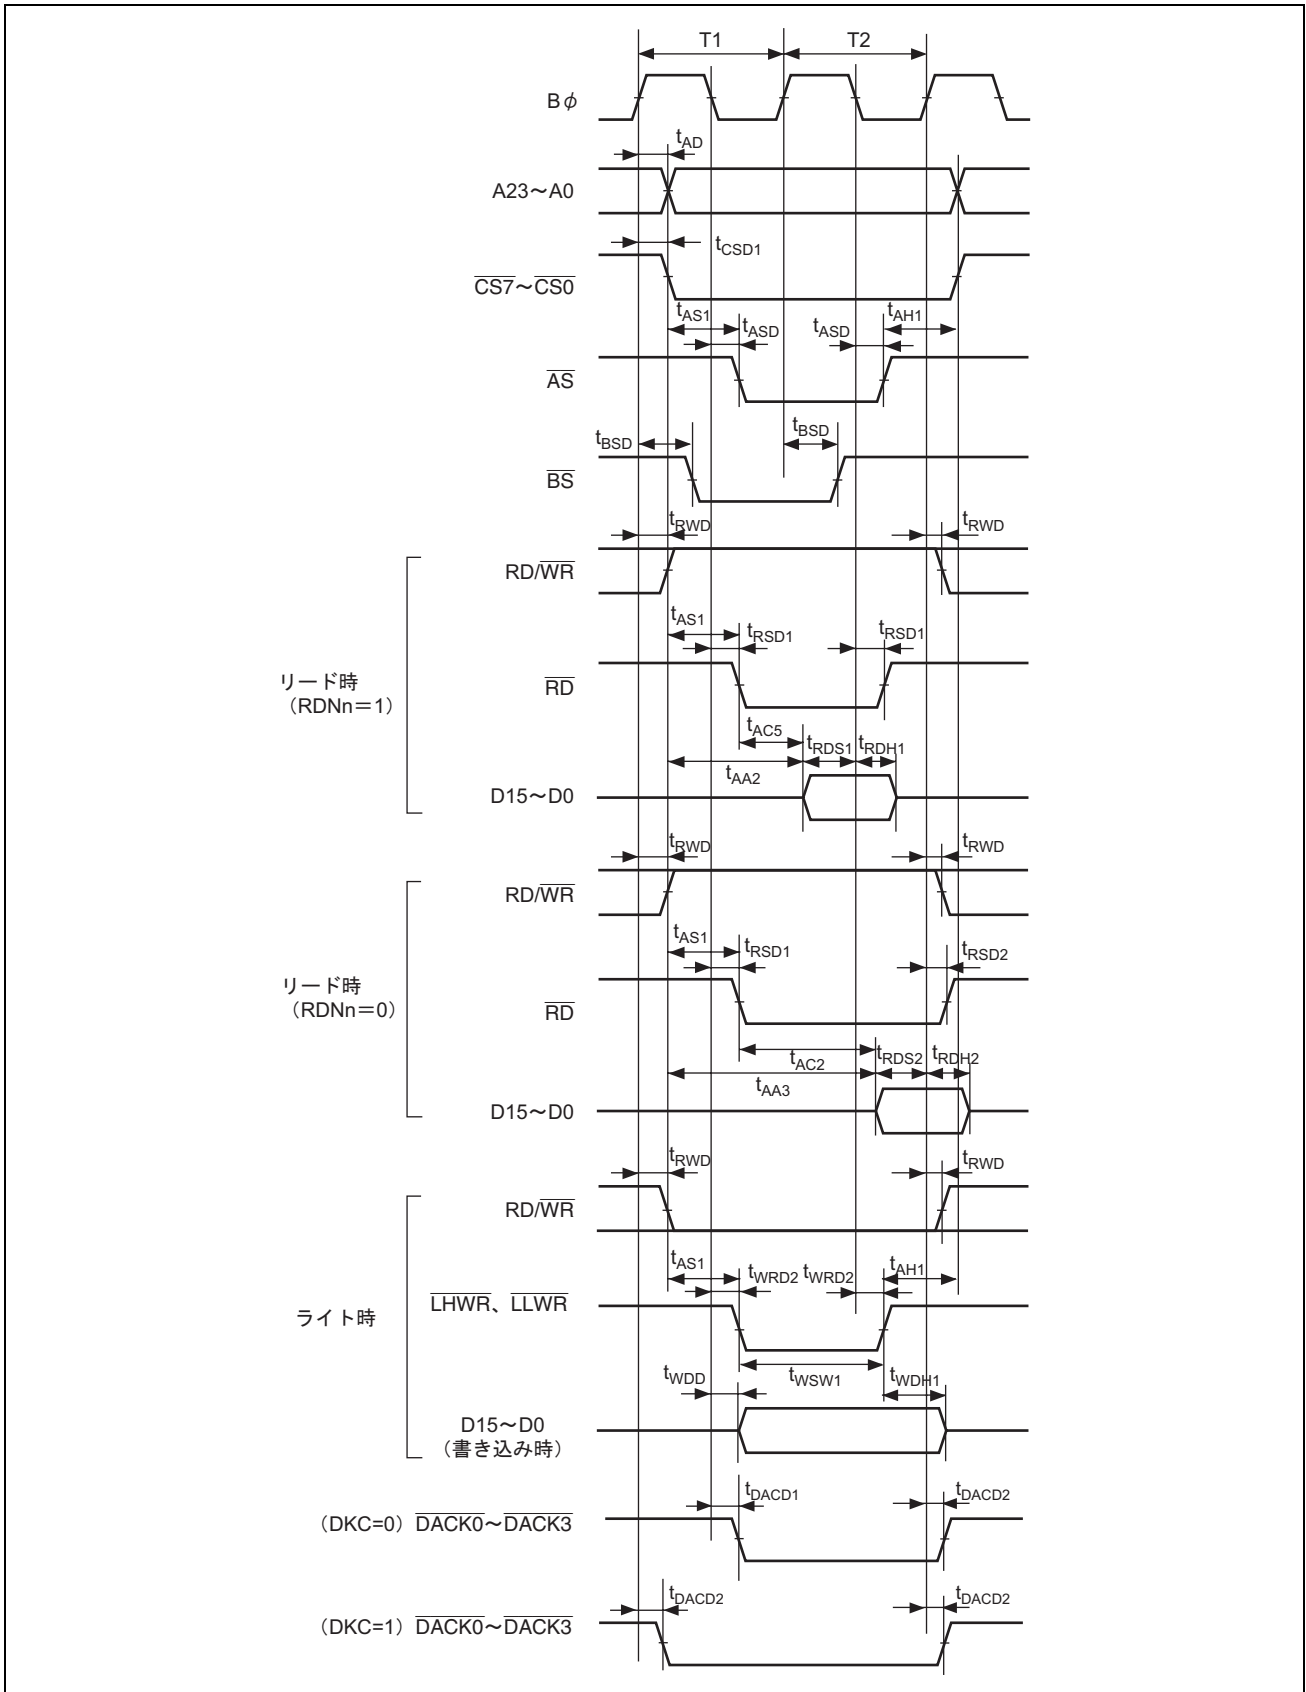 T1 T2
Bφ
tAD
A23～A0
tCSD1
CS7～CS0
tAS1 tASD tASD tAH1
AS
tBSD tBSD
BS
tRWD tRWD
RD/WR
tAS1 tRSD1 tRSD1
リード時
（RDNn＝1）
RD
tAC5 tRDS1 tRDH1
tAA2
D15～D0
tRWD tRWD
RD/WR
tAS1 tRSD1 tRSD2
リード時
（RDNn＝0）
RD
tAC2 tRDS2 tRDH2
tAA3
D15～D0
tRWD tRWD
RD/WR
tAS1 tWRD2 tWRD2 tAH1
ライト時
LHWR、LLWR
tWDD tWSW1 tWDH1
D15～D0
（書き込み時）
tDACD1 tDACD2
（DKC=0）DACK0～DACK3
tDACD2 tDACD2
（DKC=1）DACK0～DACK3